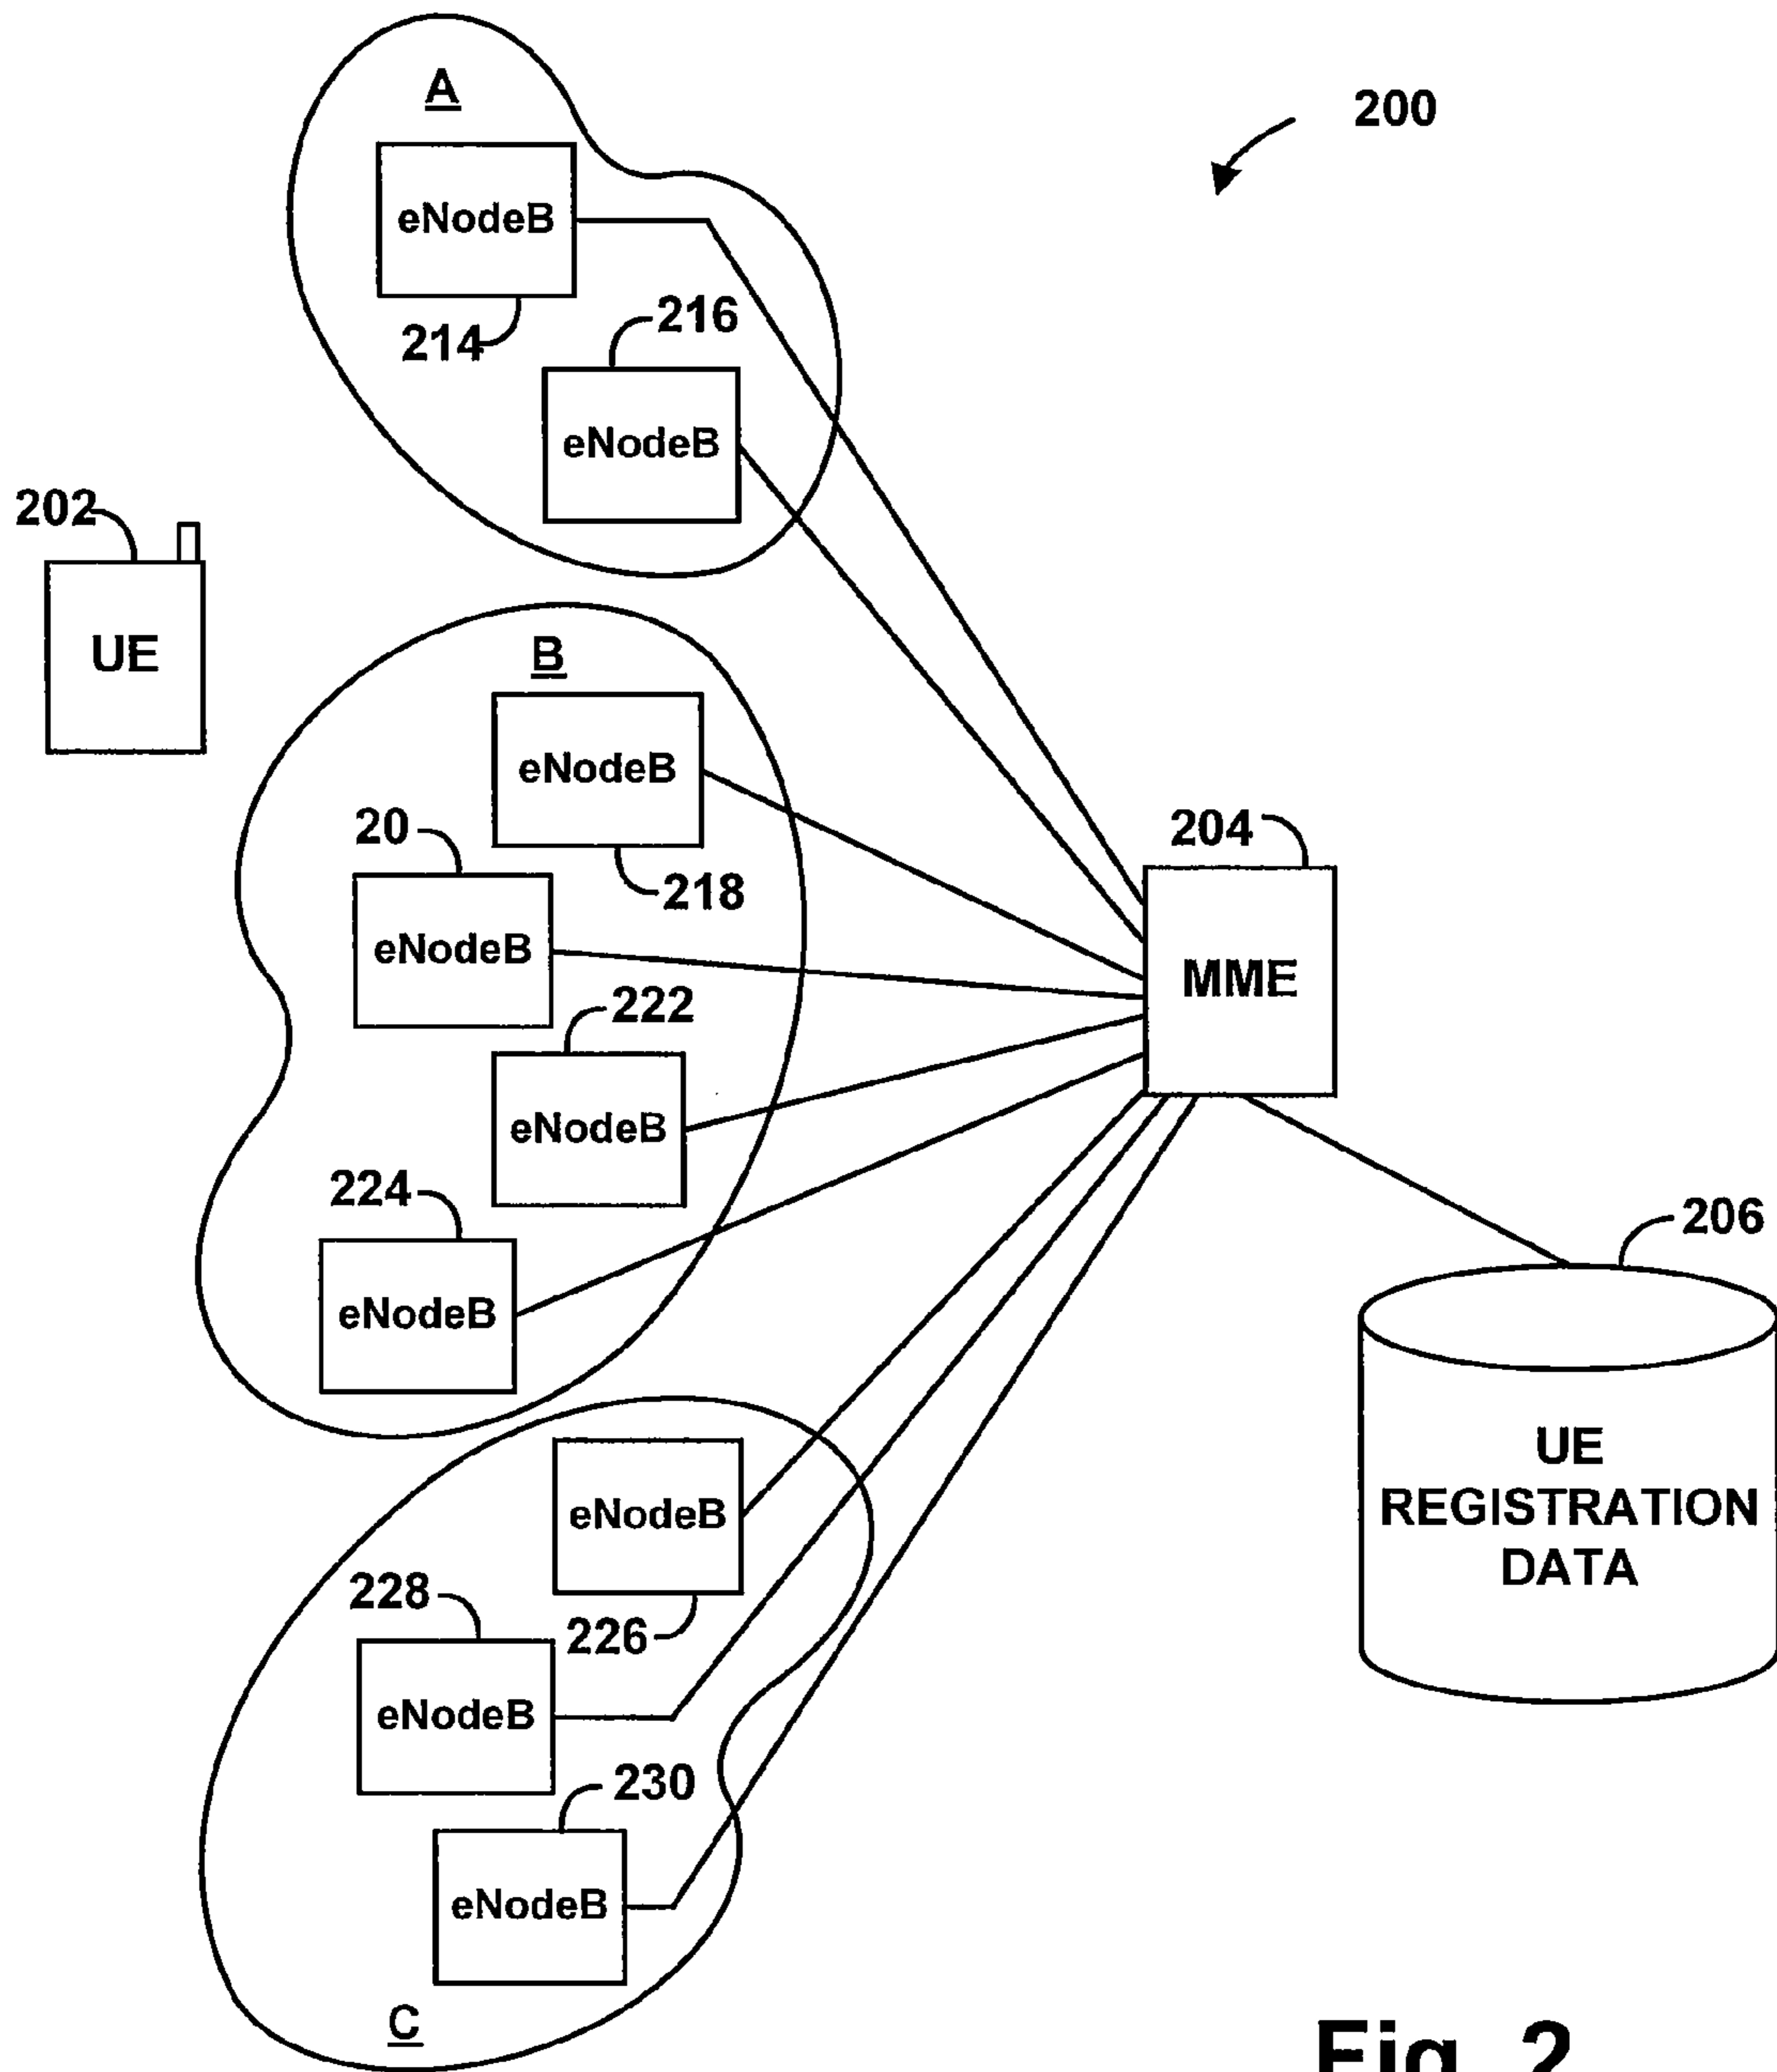 A
200
eNodeB
214
216
eNodeB
202
UE
B
eNodeB
20
218
204
eNodeB
MME
222
eNodeB
224
206
eNodeB
UE
REGISTRATION
DATA
eNodeB
228
226
eNodeB
230
eNodeB
C
Fig. 2